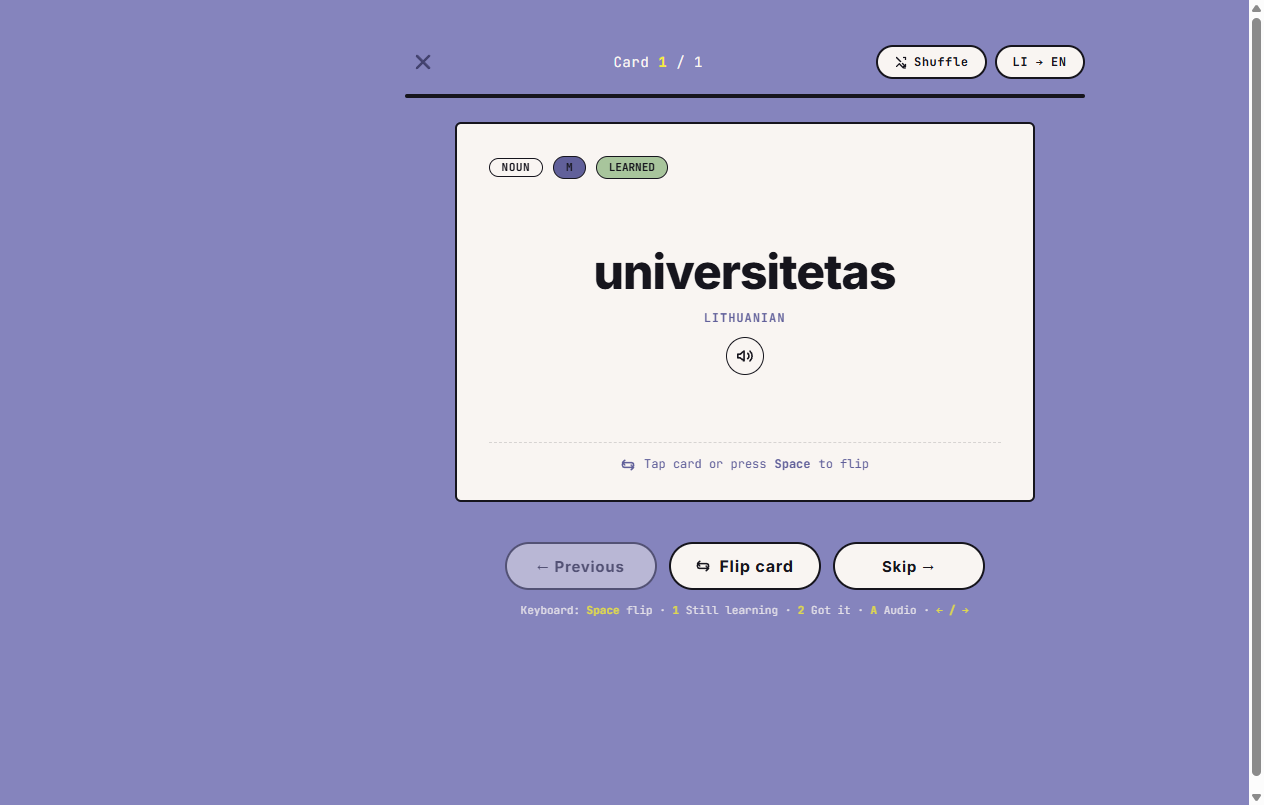 Card 1 / 1
Shuffle
LI → EN
NOUN
M
LEARNED
universitetas
LITHUANIAN
Tap card or press Space to flip
← Previous
Flip card
Skip →
Keyboard: Space flip · 1 Still learning · 2 Got it · A Audio · ← / →